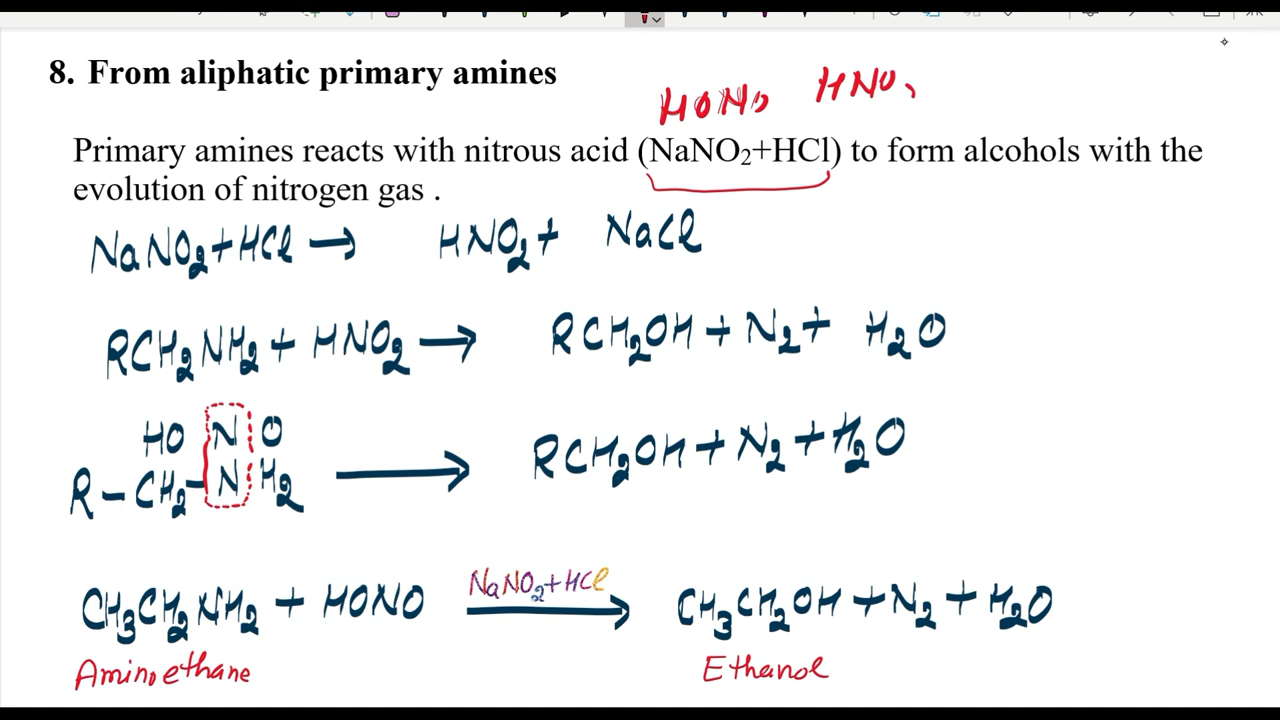 8. From aliphatic primary amines
HONO HNO₂
Primary amines reacts with nitrous acid (NaNO₂+HCl) to form alcohols with the
evolution of nitrogen gas .
NaNO₂+HCl → HNO₂+ NaCl
RCH₂NH₂ + HNO₂ → RCH₂OH + N₂ + H₂O
HO N O
R – CH₂ – N H₂ → RCH₂OH + N₂ + H₂O
NaNO₂+HCl
CH₃CH₂NH₂ + HONO → CH₃CH₂OH + N₂ + H₂O
Aminoethane Ethanol